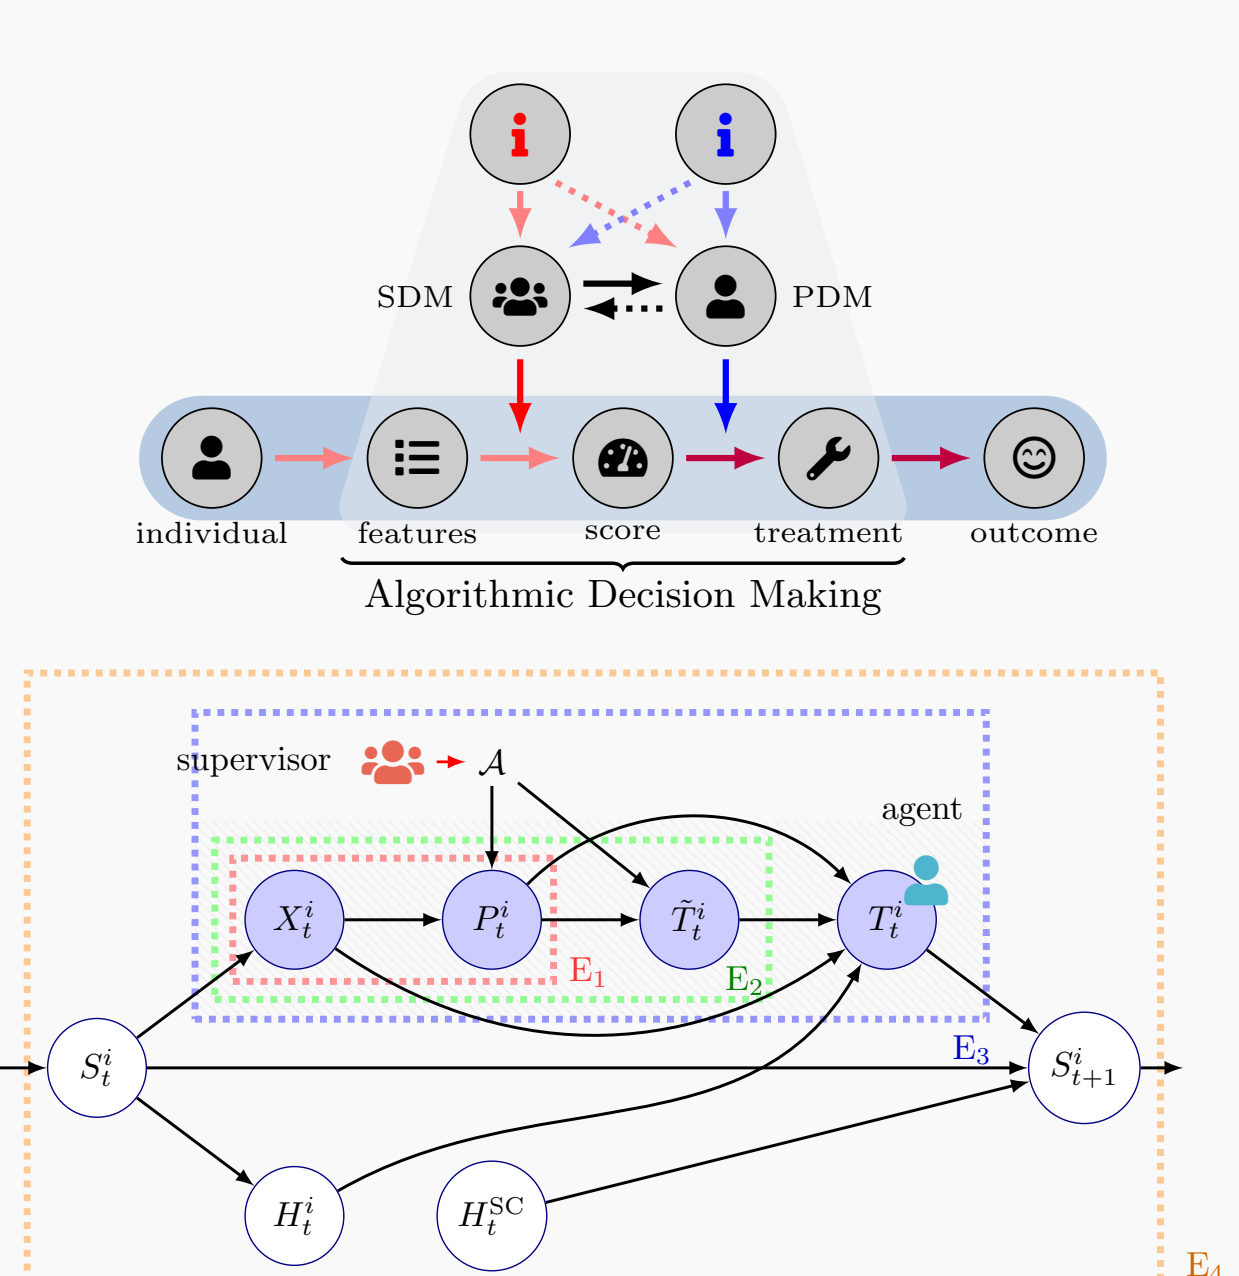 SDM
PDM
individual
features
score
treatment
outcome
Algorithmic Decision Making
supervisor
𝒜
agent
X_t^i
P_t^i
T̃_t^i
T_t^i
E_1
E_2
E_3
S_t^i
S_{t+1}^i
H_t^i
H_t^{SC}
E_4